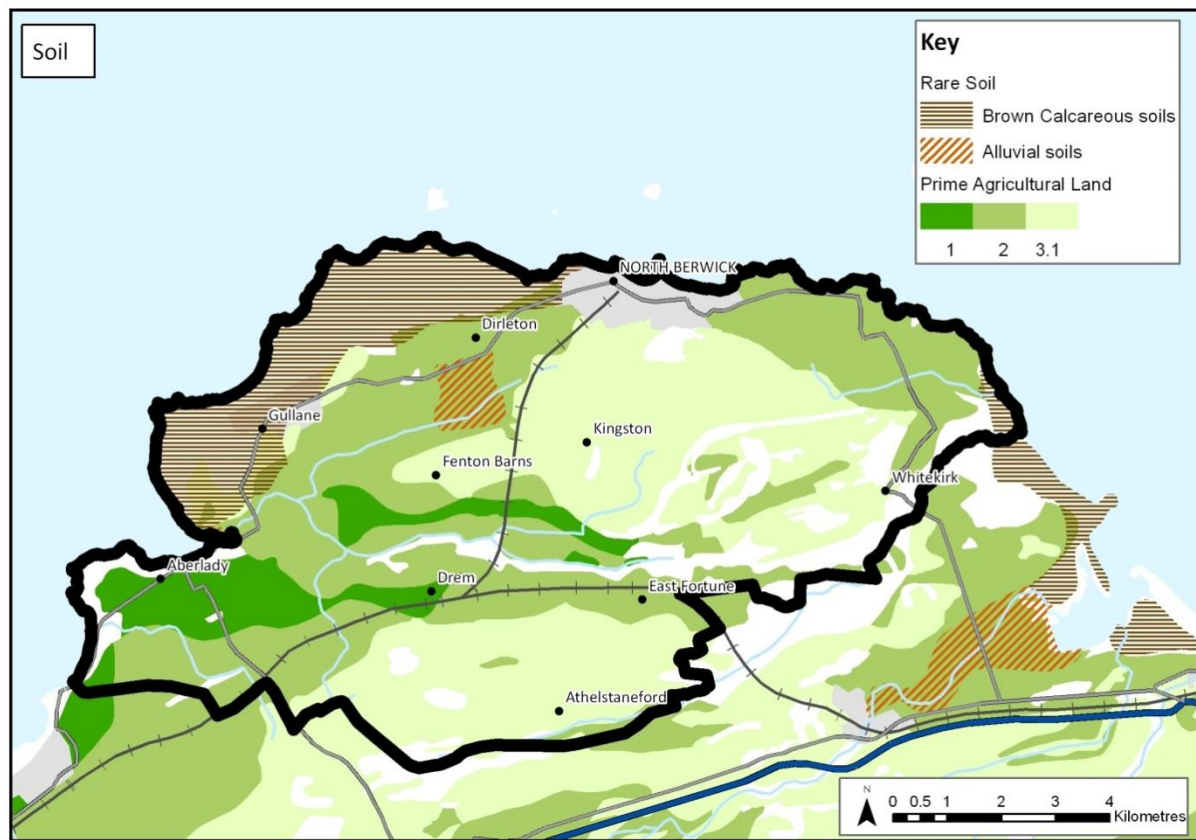 Soil
Key
Rare Soil
Brown Calcareous soils
Alluvial soils
Prime Agricultural Land
1 2 3.1
NORTH BERWICK
Dirleton
Gullane
Kingston
Fenton Barns
Whitekirk
Aberlady
Drem
East Fortune
Athelstaneford
N
0 0.5 1 2 3 4
Kilometres